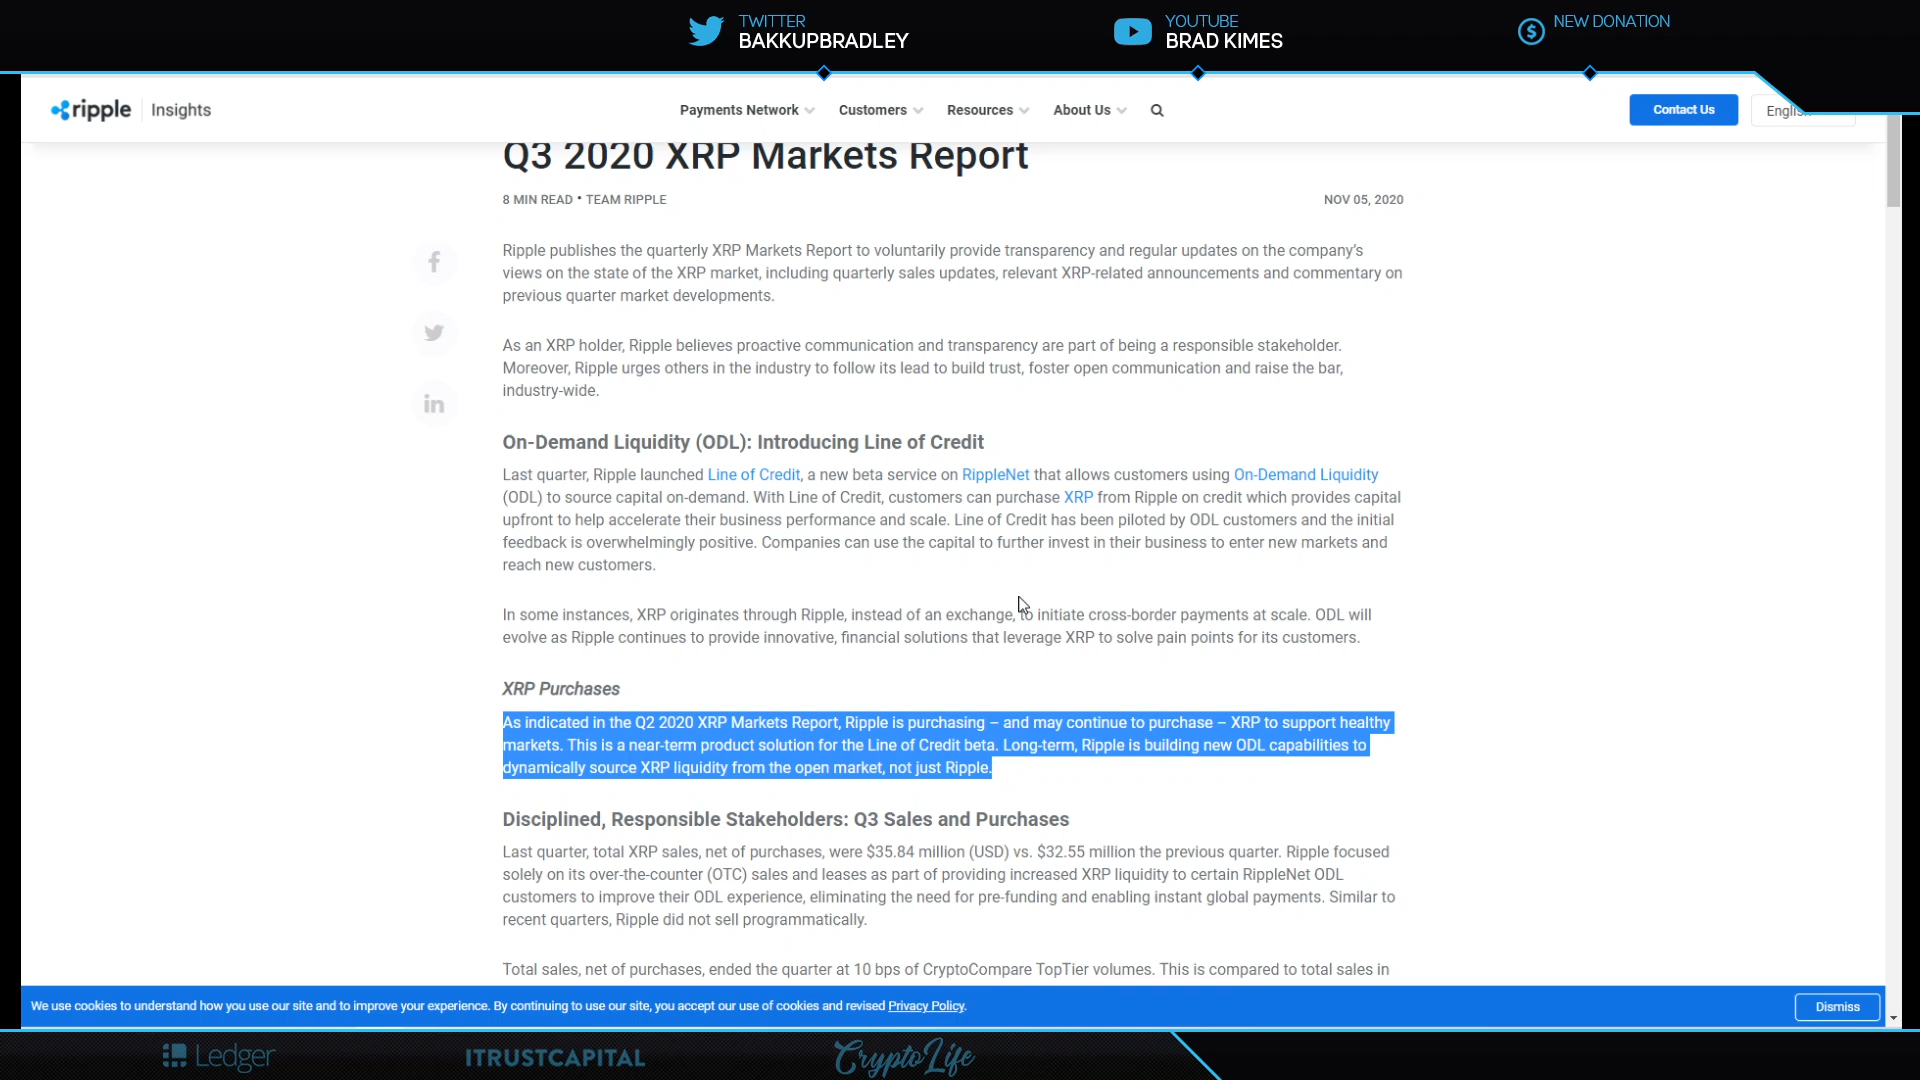 TWITTER
BAKKUPBRADLEY
YOUTUBE
BRAD KIMES
NEW DONATION
ripple Insights
Payments Network
Customers
Resources
About Us
Contact Us
Q3 2020 XRP Markets Report
8 MIN READ • TEAM RIPPLE
NOV 05, 2020
Ripple publishes the quarterly XRP Markets Report to voluntarily provide transparency and regular updates on the company's
views on the state of the XRP market, including quarterly sales updates, relevant XRP-related announcements and commentary on
previous quarter market developments.
As an XRP holder, Ripple believes proactive communication and transparency are part of being a responsible stakeholder.
Moreover, Ripple urges others in the industry to follow its lead to build trust, foster open communication and raise the bar,
industry-wide.
On-Demand Liquidity (ODL): Introducing Line of Credit
Last quarter, Ripple launched Line of Credit, a new beta service on RippleNet that allows customers using On-Demand Liquidity
(ODL) to source capital on-demand. With Line of Credit, customers can purchase XRP from Ripple on credit which provides capital
upfront to help accelerate their business performance and scale. Line of Credit has been piloted by ODL customers and the initial
feedback is overwhelmingly positive. Companies can use the capital to further invest in their business to enter new markets and
reach new customers.
In some instances, XRP originates through Ripple, instead of an exchange, to initiate cross-border payments at scale. ODL will
evolve as Ripple continues to provide innovative, financial solutions that leverage XRP to solve pain points for its customers.
XRP Purchases
As indicated in the Q2 2020 XRP Markets Report, Ripple is purchasing – and may continue to purchase – XRP to support healthy
markets. This is a near-term product solution for the Line of Credit beta. Long-term, Ripple is building new ODL capabilities to
dynamically source XRP liquidity from the open market, not just Ripple.
Disciplined, Responsible Stakeholders: Q3 Sales and Purchases
Last quarter, total XRP sales, net of purchases, were $35.84 million (USD) vs. $32.55 million the previous quarter. Ripple focused
solely on its over-the-counter (OTC) sales and leases as part of providing increased XRP liquidity to certain RippleNet ODL
customers to improve their ODL experience, eliminating the need for pre-funding and enabling instant global payments. Similar to
recent quarters, Ripple did not sell programmatically.
Total sales, net of purchases, ended the quarter at 10 bps of CryptoCompare TopTier volumes. This is compared to total sales in
We use cookies to understand how you use our site and to improve your experience. By continuing to use our site, you accept our use of cookies and revised Privacy Policy.
Dismiss
Ledger
ITRUSTCAPITAL
CryptoLife